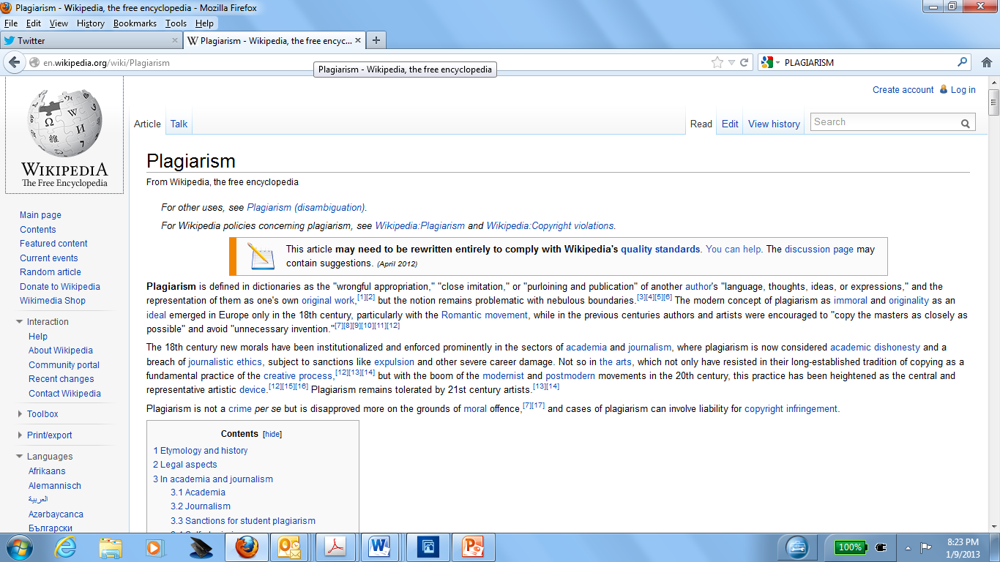 Plagiarism - Wikipedia, the free encyclopedia - Mozilla Firefox
File Edit View History Bookmarks Tools Help
Twitter
Plagiarism - Wikipedia, the free encyc...
en.wikipedia.org/wiki/Plagiarism
PLAGIARISM
Plagiarism - Wikipedia, the free encyclopedia
Create account Log in
Article Talk
Read Edit View history
Search
WIKIPEDIA
The Free Encyclopedia
Main page
Contents
Featured content
Current events
Random article
Donate to Wikipedia
Wikimedia Shop
Interaction
Help
About Wikipedia
Community portal
Recent changes
Contact Wikipedia
Toolbox
Print/export
Languages
Afrikaans
Alemannisch
العربية
Azərbaycanca
Български
Plagiarism
From Wikipedia, the free encyclopedia
For other uses, see Plagiarism (disambiguation).
For Wikipedia policies concerning plagiarism, see Wikipedia:Plagiarism and Wikipedia:Copyright violations.
This article may need to be rewritten entirely to comply with Wikipedia's quality standards. You can help. The discussion page may
contain suggestions. (April 2012)
Plagiarism is defined in dictionaries as the "wrongful appropriation," "close imitation," or "purloining and publication" of another author's "language, thoughts, ideas, or expressions," and the
representation of them as one's own original work,[1][2] but the notion remains problematic with nebulous boundaries.[3][4][5][6] The modern concept of plagiarism as immoral and originality as an
ideal emerged in Europe only in the 18th century, particularly with the Romantic movement, while in the previous centuries authors and artists were encouraged to "copy the masters as closely as
possible" and avoid "unnecessary invention."[7][8][9][10][11][12]
The 18th century new morals have been institutionalized and enforced prominently in the sectors of academia and journalism, where plagiarism is now considered academic dishonesty and a
breach of journalistic ethics, subject to sanctions like expulsion and other severe career damage. Not so in the arts, which not only have resisted in their long-established tradition of copying as a
fundamental practice of the creative process,[12][13][14] but with the boom of the modernist and postmodern movements in the 20th century, this practice has been heightened as the central and
representative artistic device.[12][15][16] Plagiarism remains tolerated by 21st century artists.[13][14]
Plagiarism is not a crime per se but is disapproved more on the grounds of moral offence,[7][17] and cases of plagiarism can involve liability for copyright infringement.
Contents [hide]
1 Etymology and history
2 Legal aspects
3 In academia and journalism
3.1 Academia
3.2 Journalism
3.3 Sanctions for student plagiarism
100%
8:23 PM
1/9/2013